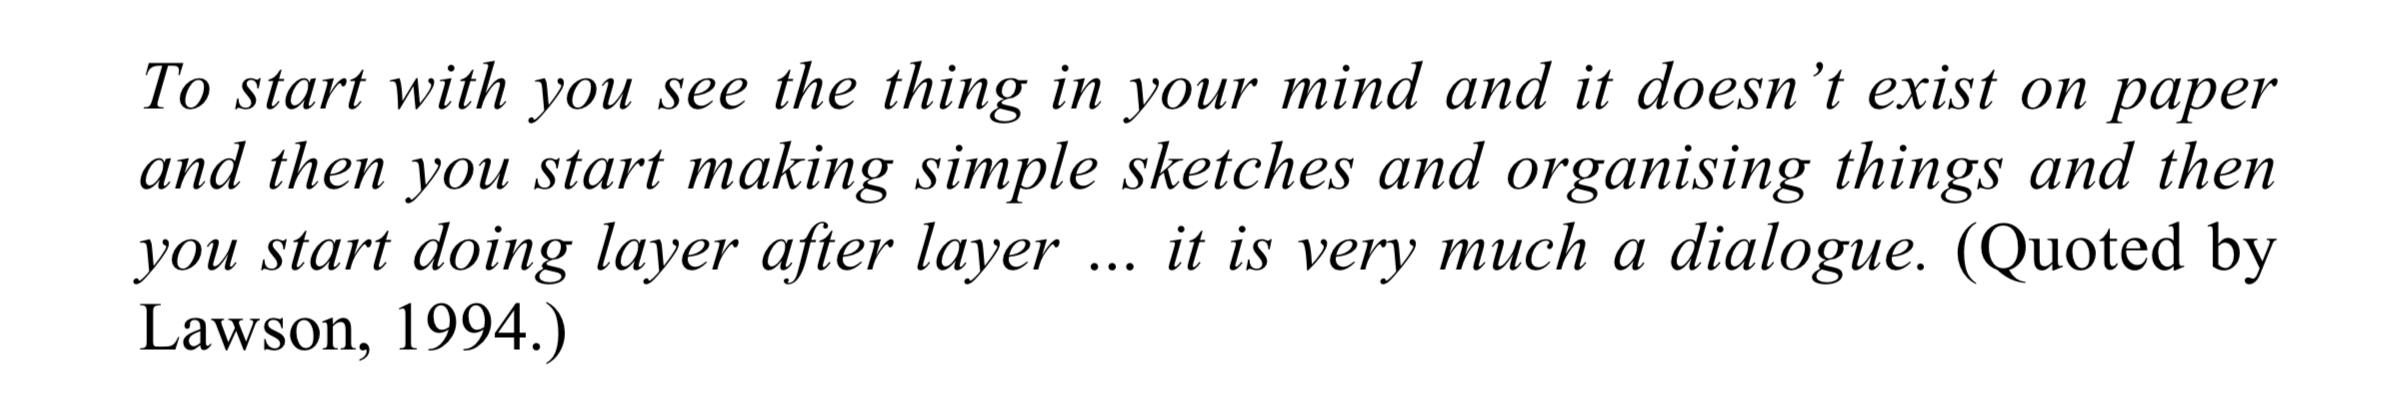 To start with you see the thing in your mind and it doesn’t exist on paper
and then you start making simple sketches and organising things and then
you start doing layer after layer ... it is very much a dialogue. (Quoted by
Lawson, 1994.)